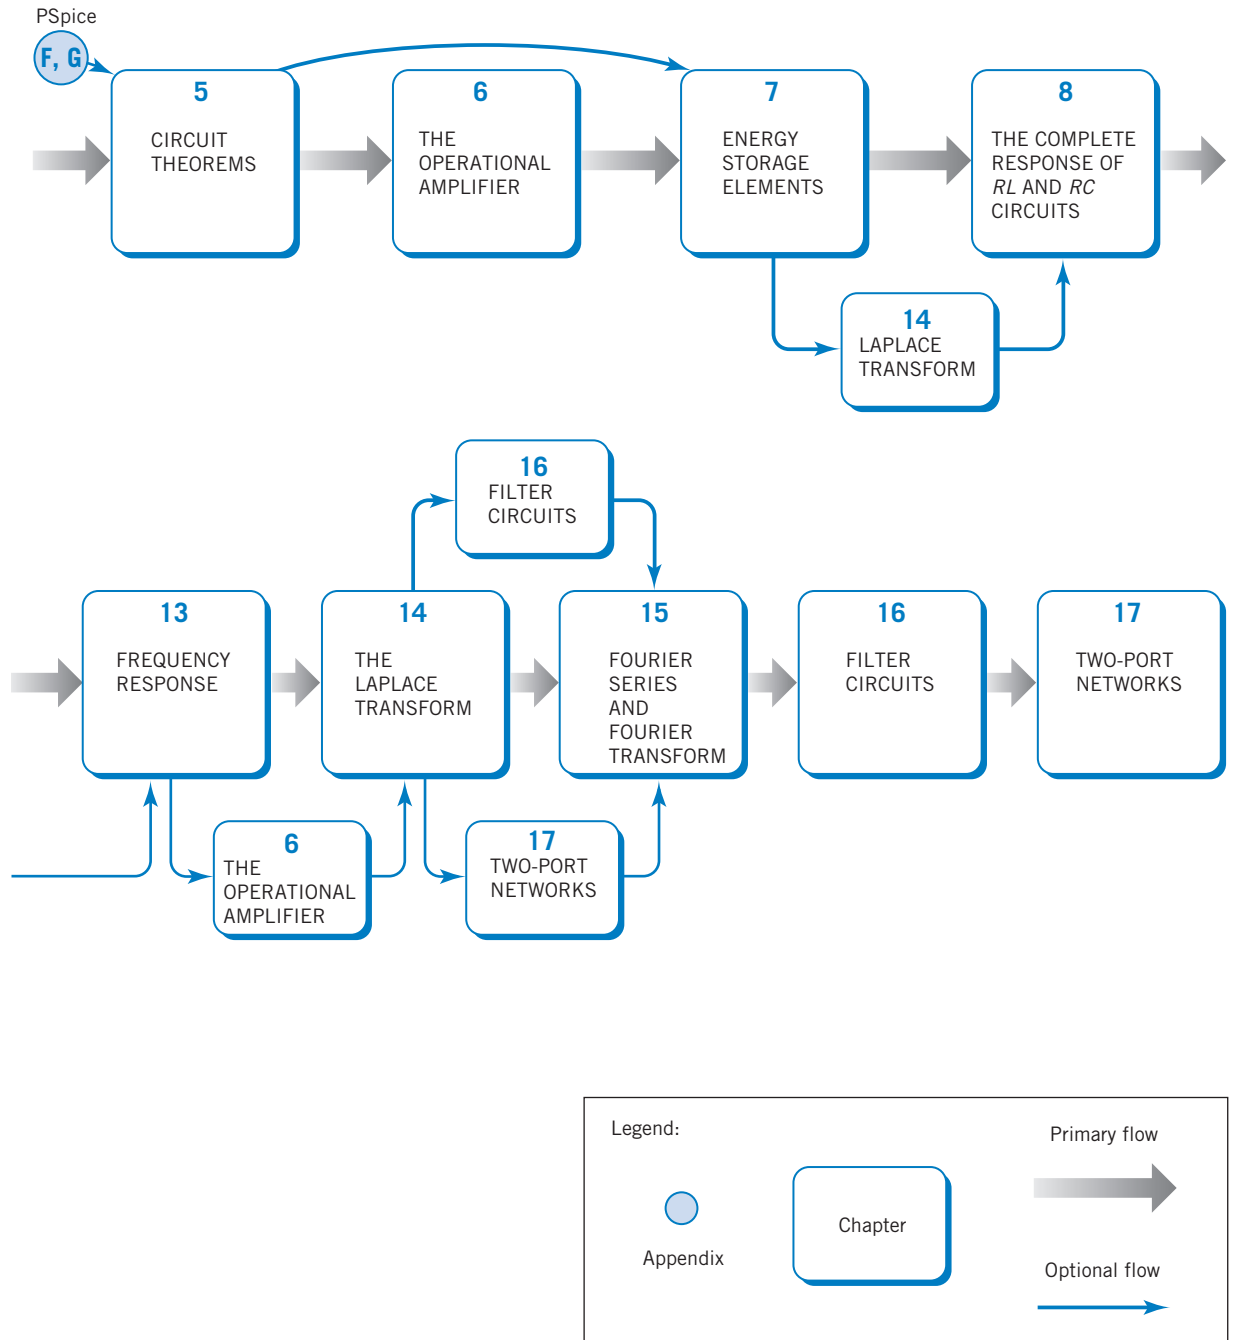 PSpice
F, G
5
CIRCUIT
THEOREMS
6
THE
OPERATIONAL
AMPLIFIER
7
ENERGY
STORAGE
ELEMENTS
8
THE COMPLETE
RESPONSE OF
RL AND RC
CIRCUITS
14
LAPLACE
TRANSFORM
16
FILTER
CIRCUITS
13
FREQUENCY
RESPONSE
14
THE
LAPLACE
TRANSFORM
15
FOURIER
SERIES
AND
FOURIER
TRANSFORM
16
FILTER
CIRCUITS
17
TWO-PORT
NETWORKS
6
THE
OPERATIONAL
AMPLIFIER
17
TWO-PORT
NETWORKS
Legend:
Appendix
Chapter
Primary flow
Optional flow